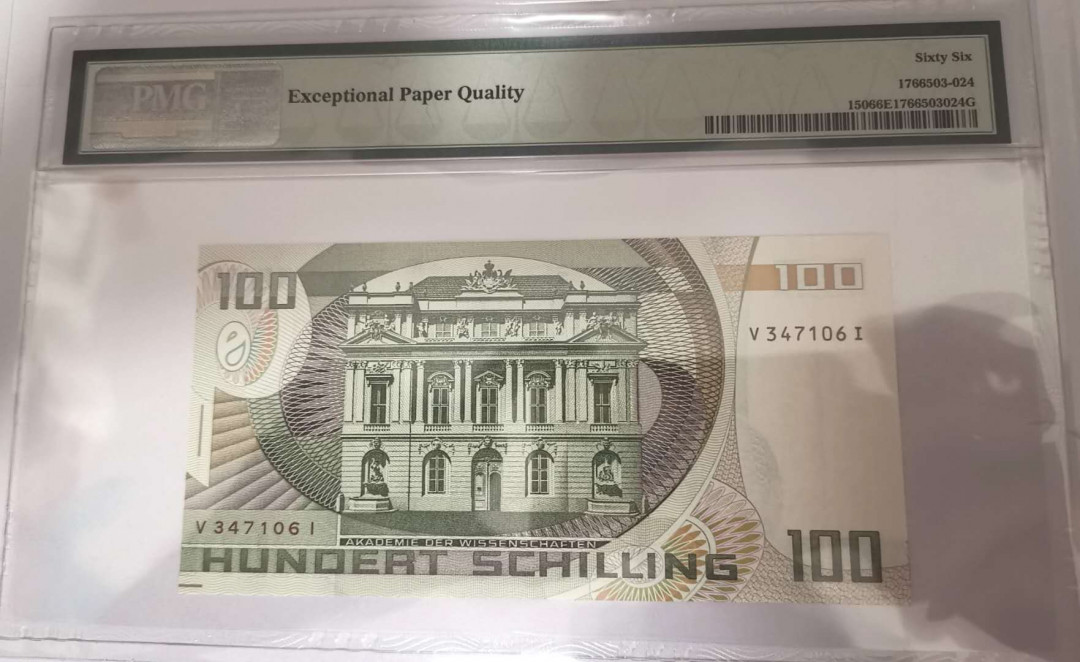 PMG
Exceptional Paper Quality
Sixty Six
1766503-024
15066E1766503024G
100
100
V 347106 I
V 347106 I
AKADEMIE DER WISSENSCHAFTEN
HUNDERT SCHILLING
100